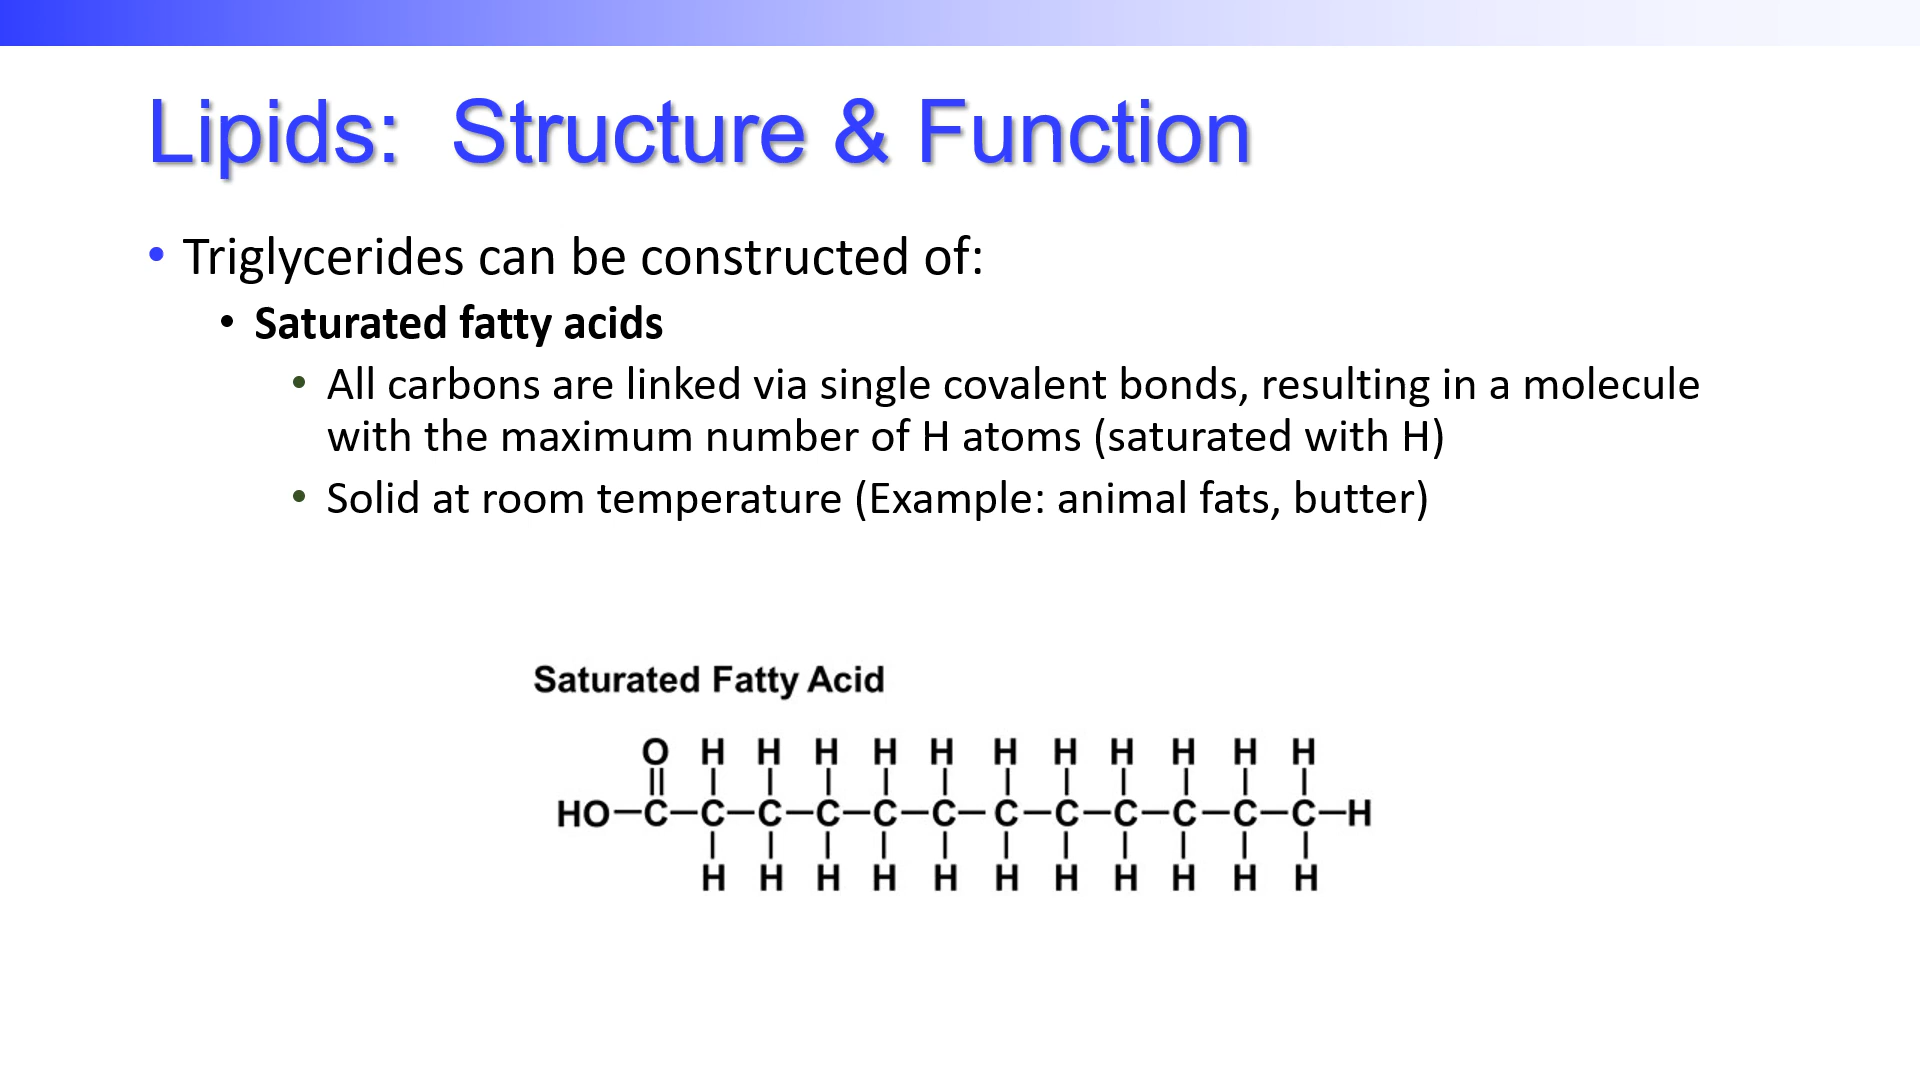 Lipids:  Structure & Function
• Triglycerides can be constructed of:
• Saturated fatty acids
• All carbons are linked via single covalent bonds, resulting in a molecule
with the maximum number of H atoms (saturated with H)
• Solid at room temperature (Example: animal fats, butter)
Saturated Fatty Acid
O H H H H H H H H H H H
HO–C–C–C–C–C–C–C–C–C–C–C–C–H
H H H H H H H H H H H